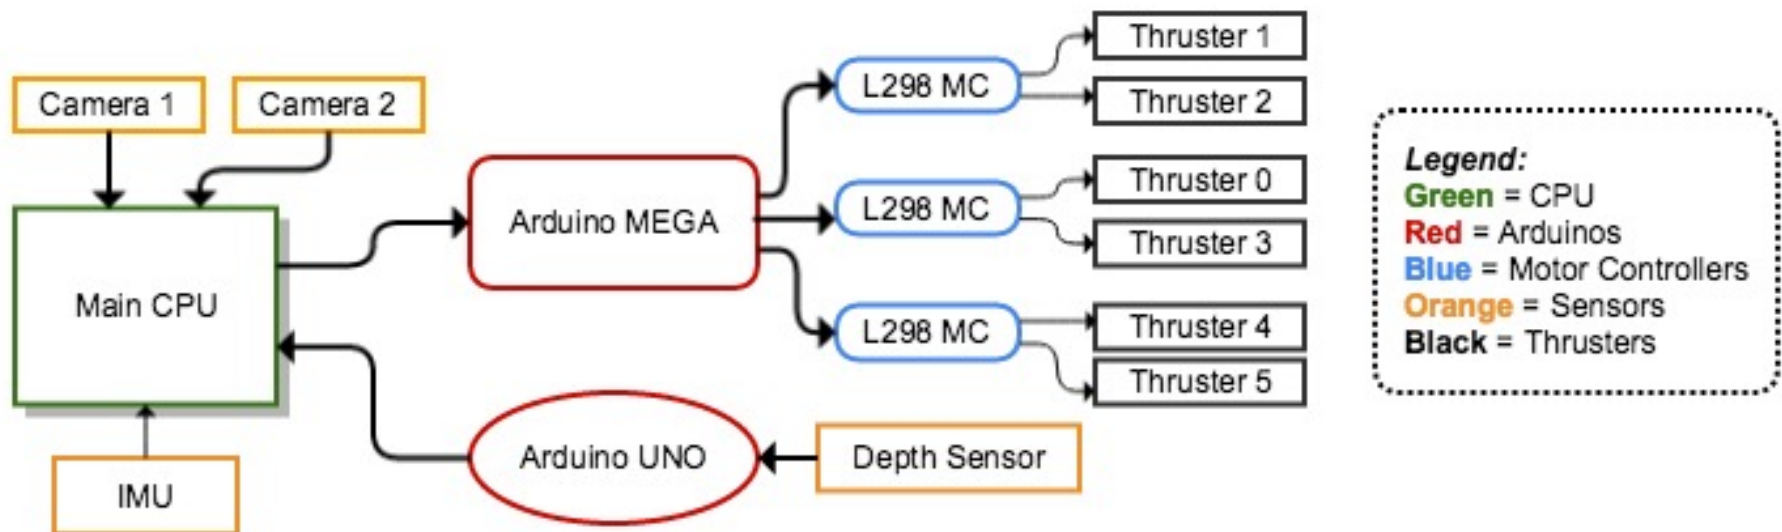 Camera 1
Camera 2
Main CPU
IMU
Arduino MEGA
Arduino UNO
Depth Sensor
L298 MC
L298 MC
L298 MC
Thruster 1
Thruster 2
Thruster 0
Thruster 3
Thruster 4
Thruster 5
Legend:
Green = CPU
Red = Arduinos
Blue = Motor Controllers
Orange = Sensors
Black = Thrusters